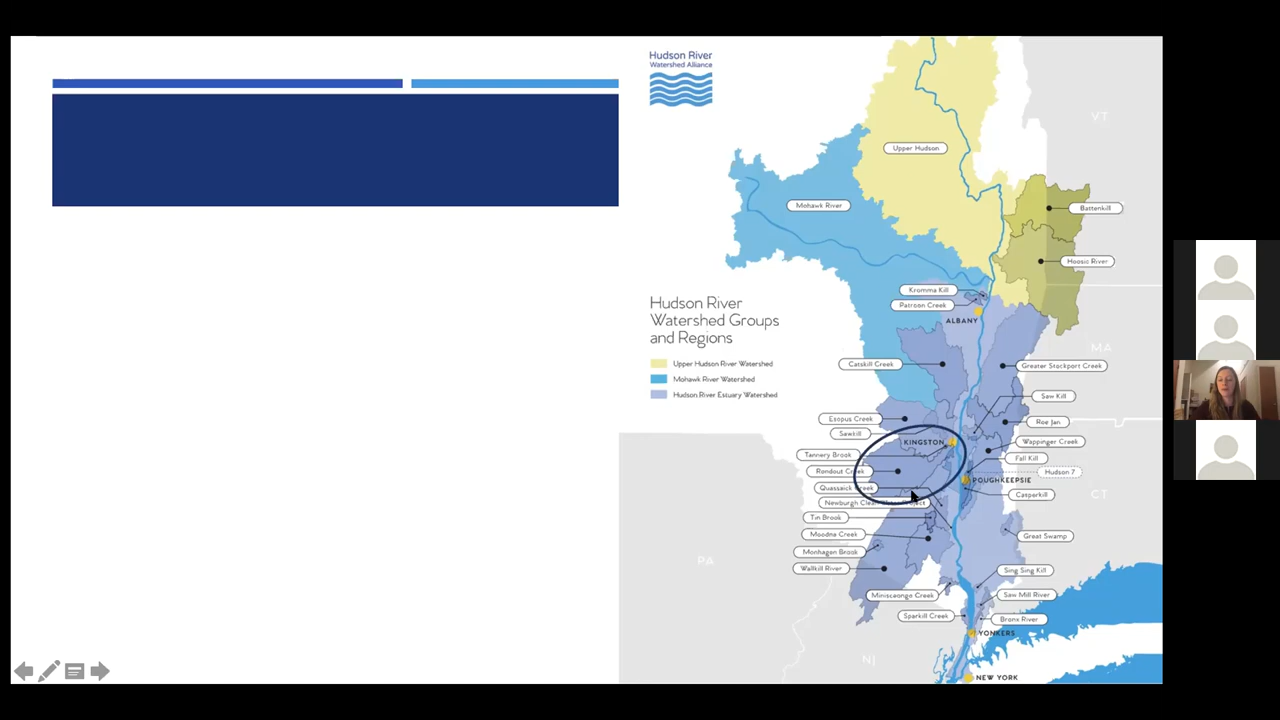 Hudson River
Watershed Alliance
VT
Upper Hudson
Mohawk River
Battenkill
Hoosic River
Kromma Kill
Patroon Creek
ALBANY
Hudson River
Watershed Groups
and Regions
MA
Upper Hudson River Watershed
Mohawk River Watershed
Hudson River Estuary Watershed
Catskill Creek
Greater Stockport Creek
Saw Kill
Esopus Creek
Roe Jan
Sawkill
KINGSTON
Wappinger Creek
Tannery Brook
Fall Kill
Rondout Creek
Hudson 7
POUGHKEEPSIE
Quassaick Creek
Casperkill
CT
Newburgh Clean Water Project
Tin Brook
Moodna Creek
Great Swamp
Monhagen Brook
PA
Wallkill River
Sing Sing Kill
Minisceongo Creek
Saw Mill River
Sparkill Creek
Bronx River
YONKERS
NJ
NEW YORK